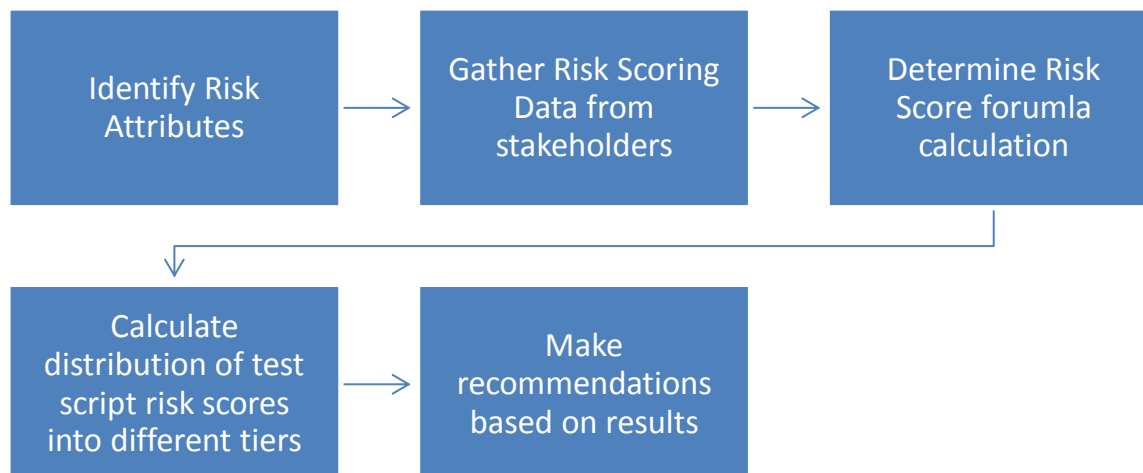 Identify Risk
Attributes
Gather Risk Scoring
Data from
stakeholders
Determine Risk
Score forumla
calculation
Calculate
distribution of test
script risk scores
into different tiers
Make
recommendations
based on results